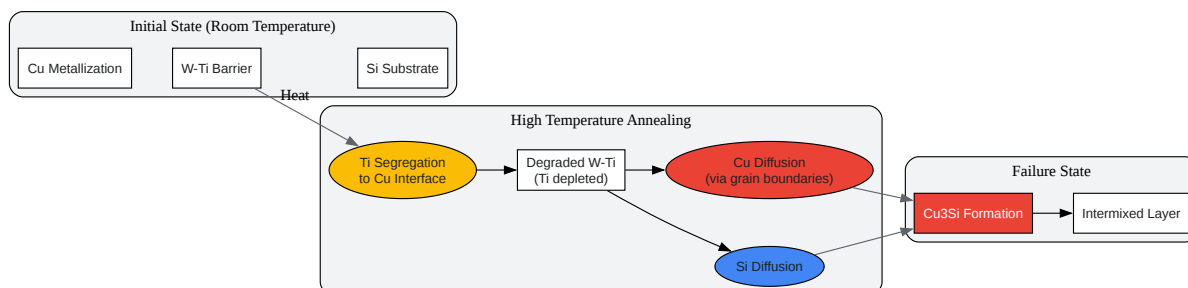 Initial State (Room Temperature)
Cu Metallization
W-Ti Barrier
Si Substrate
Heat
High Temperature Annealing
Ti Segregation
to Cu Interface
Degraded W-Ti
(Ti depleted)
Cu Diffusion
(via grain boundaries)
Si Diffusion
Failure State
Cu3Si Formation
Intermixed Layer